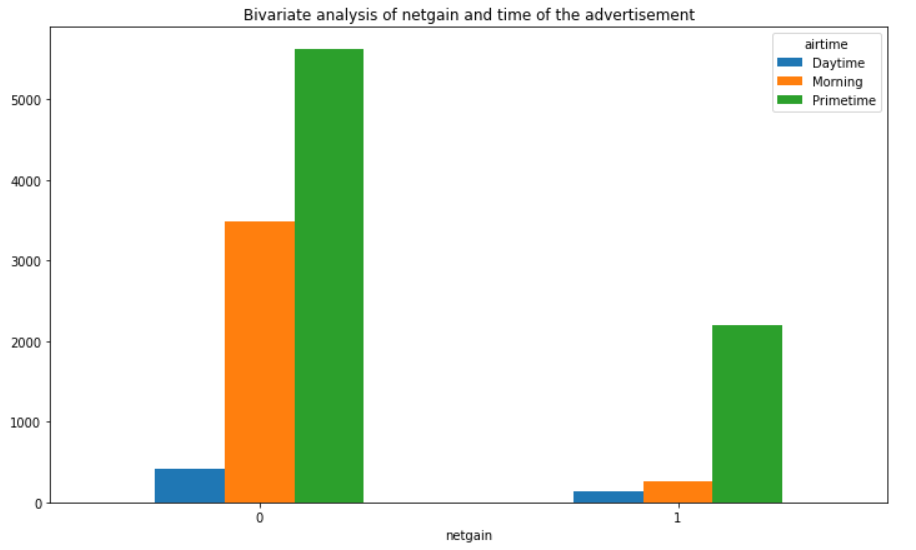 Bivariate analysis of netgain and time of the advertisement
airtime
Daytime
Morning
Primetime
5000
4000
3000
2000
1000
0
0 1
netgain